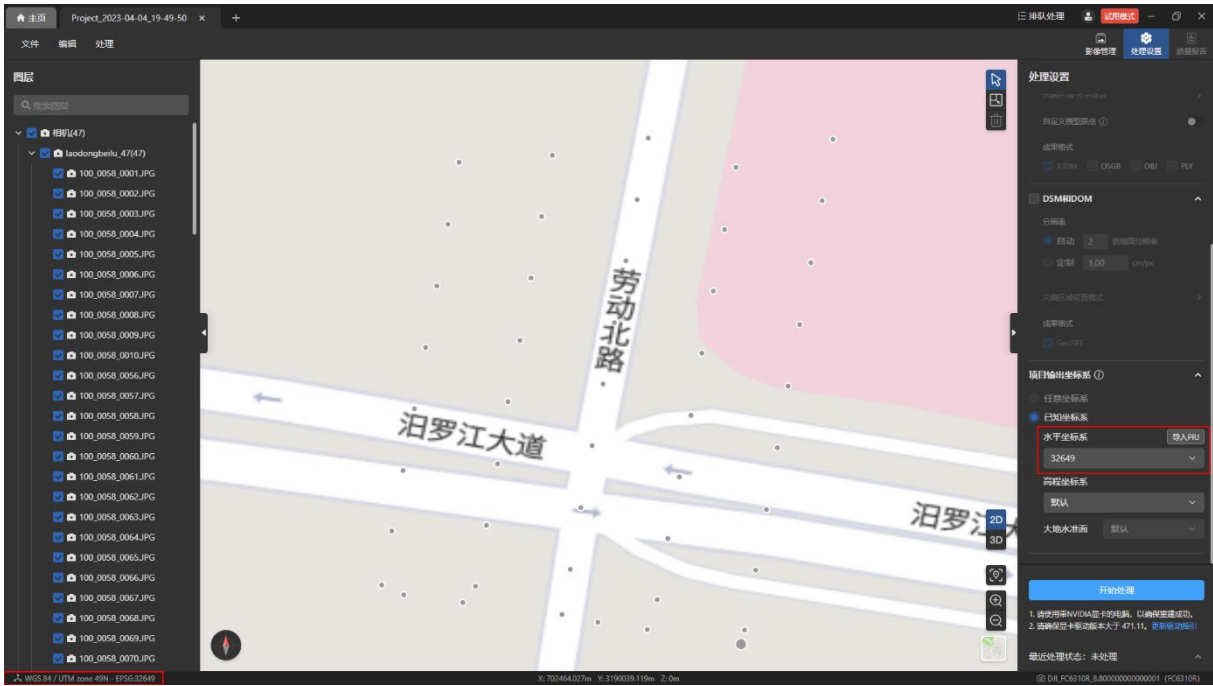 主页
Project_2023-04-04_19-49-50
排队处理
试用模式
文件 编辑 处理
影像管理 处理设置 质量报告
图层
搜索图层
相机(47)
laodongbeilu_47(47)
100_0058_0001.JPG
100_0058_0002.JPG
100_0058_0003.JPG
100_0058_0004.JPG
100_0058_0005.JPG
100_0058_0006.JPG
100_0058_0007.JPG
100_0058_0008.JPG
100_0058_0009.JPG
100_0058_0010.JPG
100_0058_0056.JPG
100_0058_0057.JPG
100_0058_0058.JPG
100_0058_0059.JPG
100_0058_0060.JPG
100_0058_0061.JPG
100_0058_0062.JPG
100_0058_0063.JPG
100_0058_0064.JPG
100_0058_0065.JPG
100_0058_0066.JPG
100_0058_0067.JPG
100_0058_0068.JPG
100_0058_0069.JPG
100_0058_0070.JPG
劳动北路
汨罗江大道
汨罗江大
2D
3D
处理设置
自定义模型原点
成果格式
B3DM OSGB OBJ PLY
DSM和DOM
分辨率
自动 2 倍地面分辨率
定制 1.00 cm/px
成果格式
GeoTIFF
项目输出坐标系
任意坐标系
已知坐标系
水平坐标系 导入PRJ
32649
高程坐标系
默认
大地水准面 默认
开始处理
1. 请使用带NVIDIA显卡的电脑，以确保重建成功。
2. 请确保显卡驱动版本大于 471.11。更新驱动指引
最近处理状态：未处理
WGS 84 / UTM zone 49N - EPSG:32649
X: 702464.027m Y: 3190039.119m Z: 0m
DJI_FC6310R_8.800000000000001 (FC6310R)